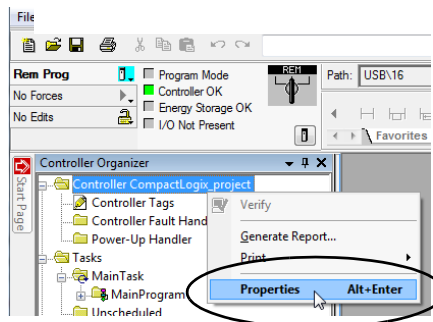 File
Rem Prog
No Forces
No Edits
Program Mode
Controller OK
Energy Storage OK
I/O Not Present
REM
Path: USB\16
Favorites
Start Page
Controller Organizer
Controller CompactLogix_project
Controller Tags
Controller Fault Hand
Power-Up Handler
Tasks
MainTask
MainProgram
Unscheduled
Verify
Generate Report...
Print
Properties Alt+Enter